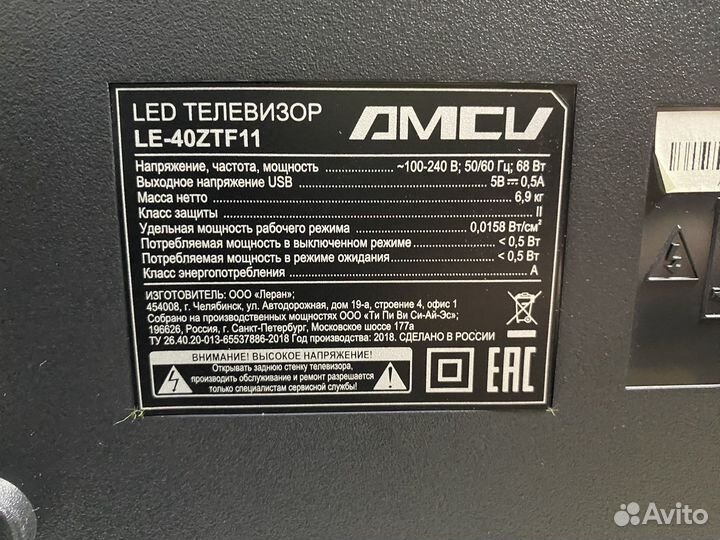 LED ТЕЛЕВИЗОР
LE-40ZTF11
AMCV
Напряжение, частота, мощность ~100-240 В; 50/60 Гц; 68 Вт
Выходное напряжение USB 5В⎓0,5А
Масса нетто 6,9 кг
Класс защиты II
Удельная мощность рабочего режима 0,0158 Вт/см²
Потребляемая мощность в выключенном режиме < 0,5 Вт
Потребляемая мощность в режиме ожидания < 0,5 Вт
Класс энергопотребления A
ИЗГОТОВИТЕЛЬ: ООО «Леран»
454008, г. Челябинск, ул. Автодорожная, дом 19-а, строение 4, офис 1
Собрано на производственных мощностях ООО «Ти Пи Ви Си-Ай-Эс»
196626, Россия, г. Санкт-Петербург, Московское шоссе 177а
ТУ 26.40.20-013-65537886-2018 Год производства: 2018. СДЕЛАНО В РОССИИ
ВНИМАНИЕ! ВЫСОКОЕ НАПРЯЖЕНИЕ!
Открывать заднюю стенку телевизора,
производить обслуживание и ремонт разрешается
только специалистам сервисной службы!
EAC
Avito